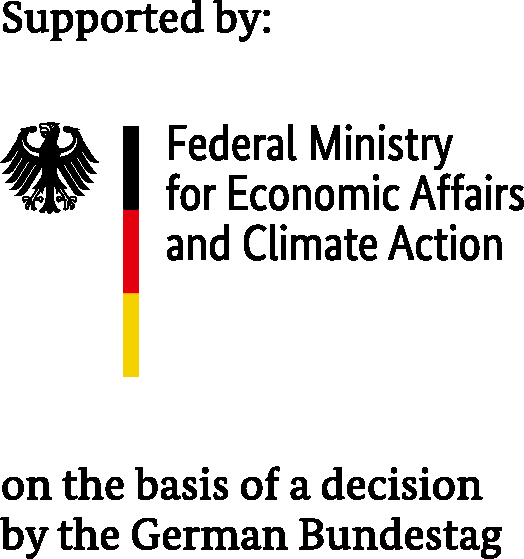 Supported by:
Federal Ministry
for Economic Affairs
and Climate Action
on the basis of a decision
by the German Bundestag